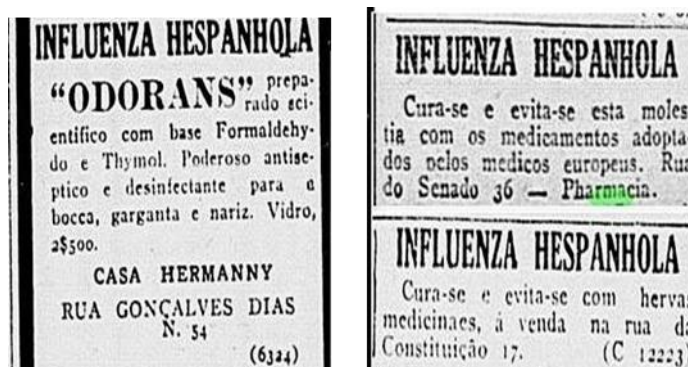 INFLUENZA HESPANHOLA
"ODORANS" prepa-
rado sci-
entifico com base Formaldehy-
do e Thymol. Poderoso antise-
ptico e desinfectante para a
bocca, garganta e nariz. Vidro,
2$500.
CASA HERMANNY
RUA GONÇALVES DIAS
N. 54
(6324)
INFLUENZA HESPANHOLA
Cura-se e evita-se esta moles
tia com os medicamentos adopta-
dos pelos medicos europeus. Rua
do Senado 36 — Pharmacia.
INFLUENZA HESPANHOLA
Cura-se e evita-se com hervas
medicinaes, á venda na rua da
Constituição 17. (C 12223)